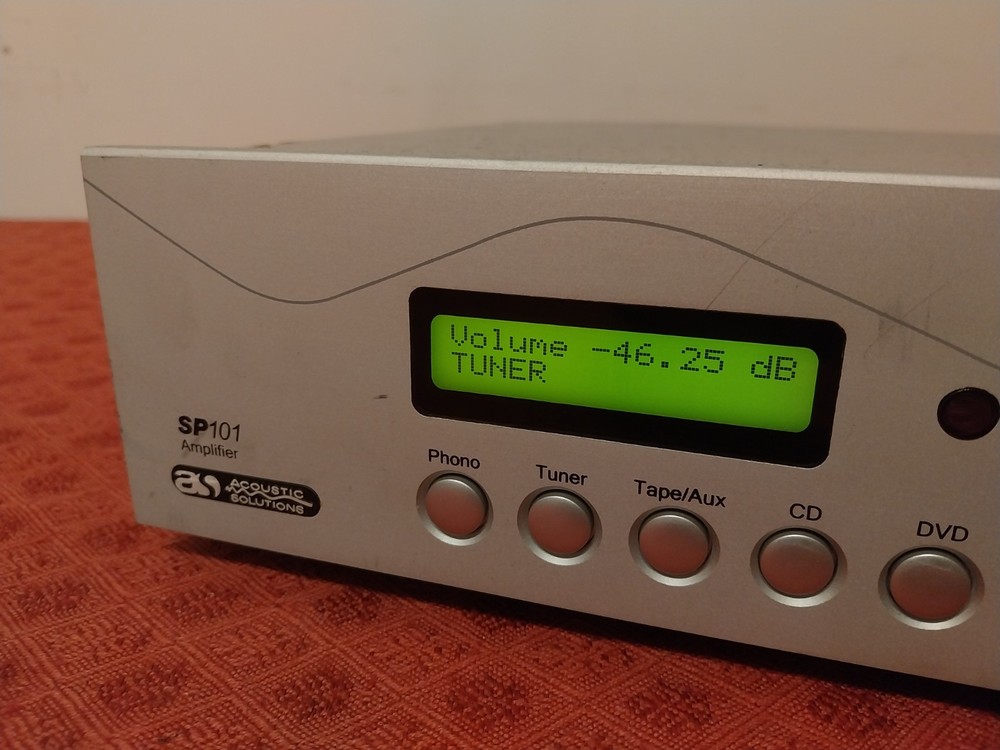 Volume -46.25 dB
TUNER
SP101
Amplifier
as ACOUSTIC
SOLUTIONS
Phono
Tuner
Tape/Aux
CD
DVD